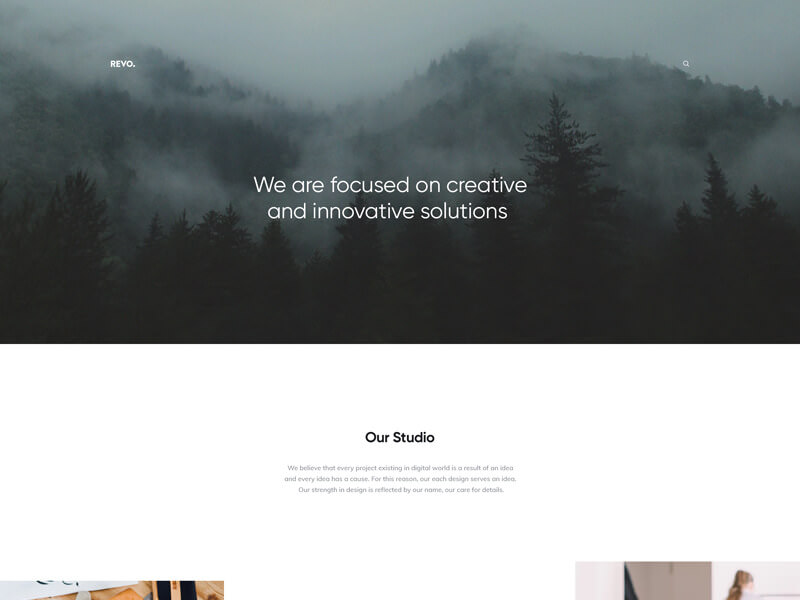 REVO.
We are focused on creative
and innovative solutions
Our Studio
We believe that every project existing in digital world is a result of an idea
and every idea has a cause. For this reason, our each design serves an idea.
Our strength in design is reflected by our name, our care for details.